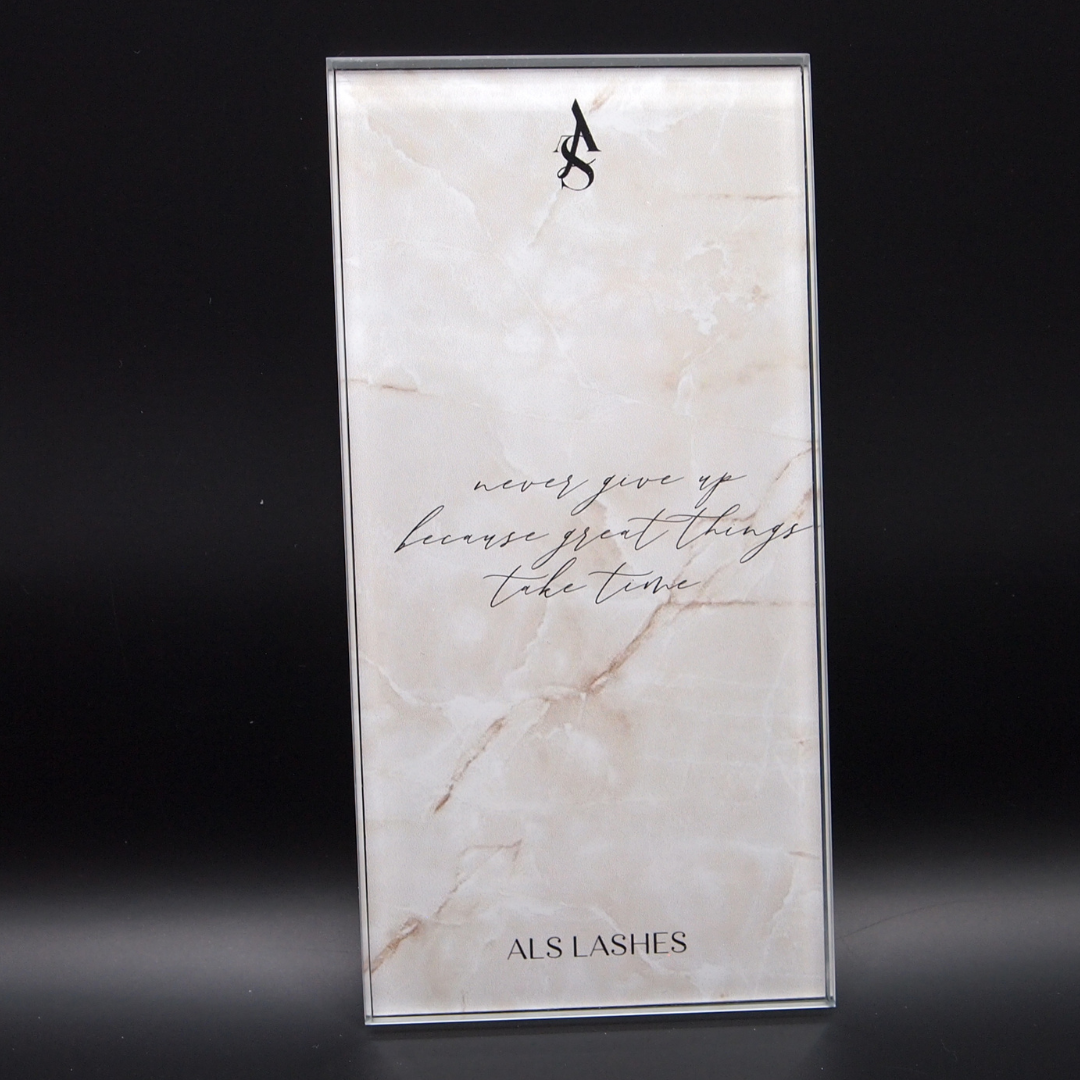 AS
never give up
because great things
take time
ALS LASHES